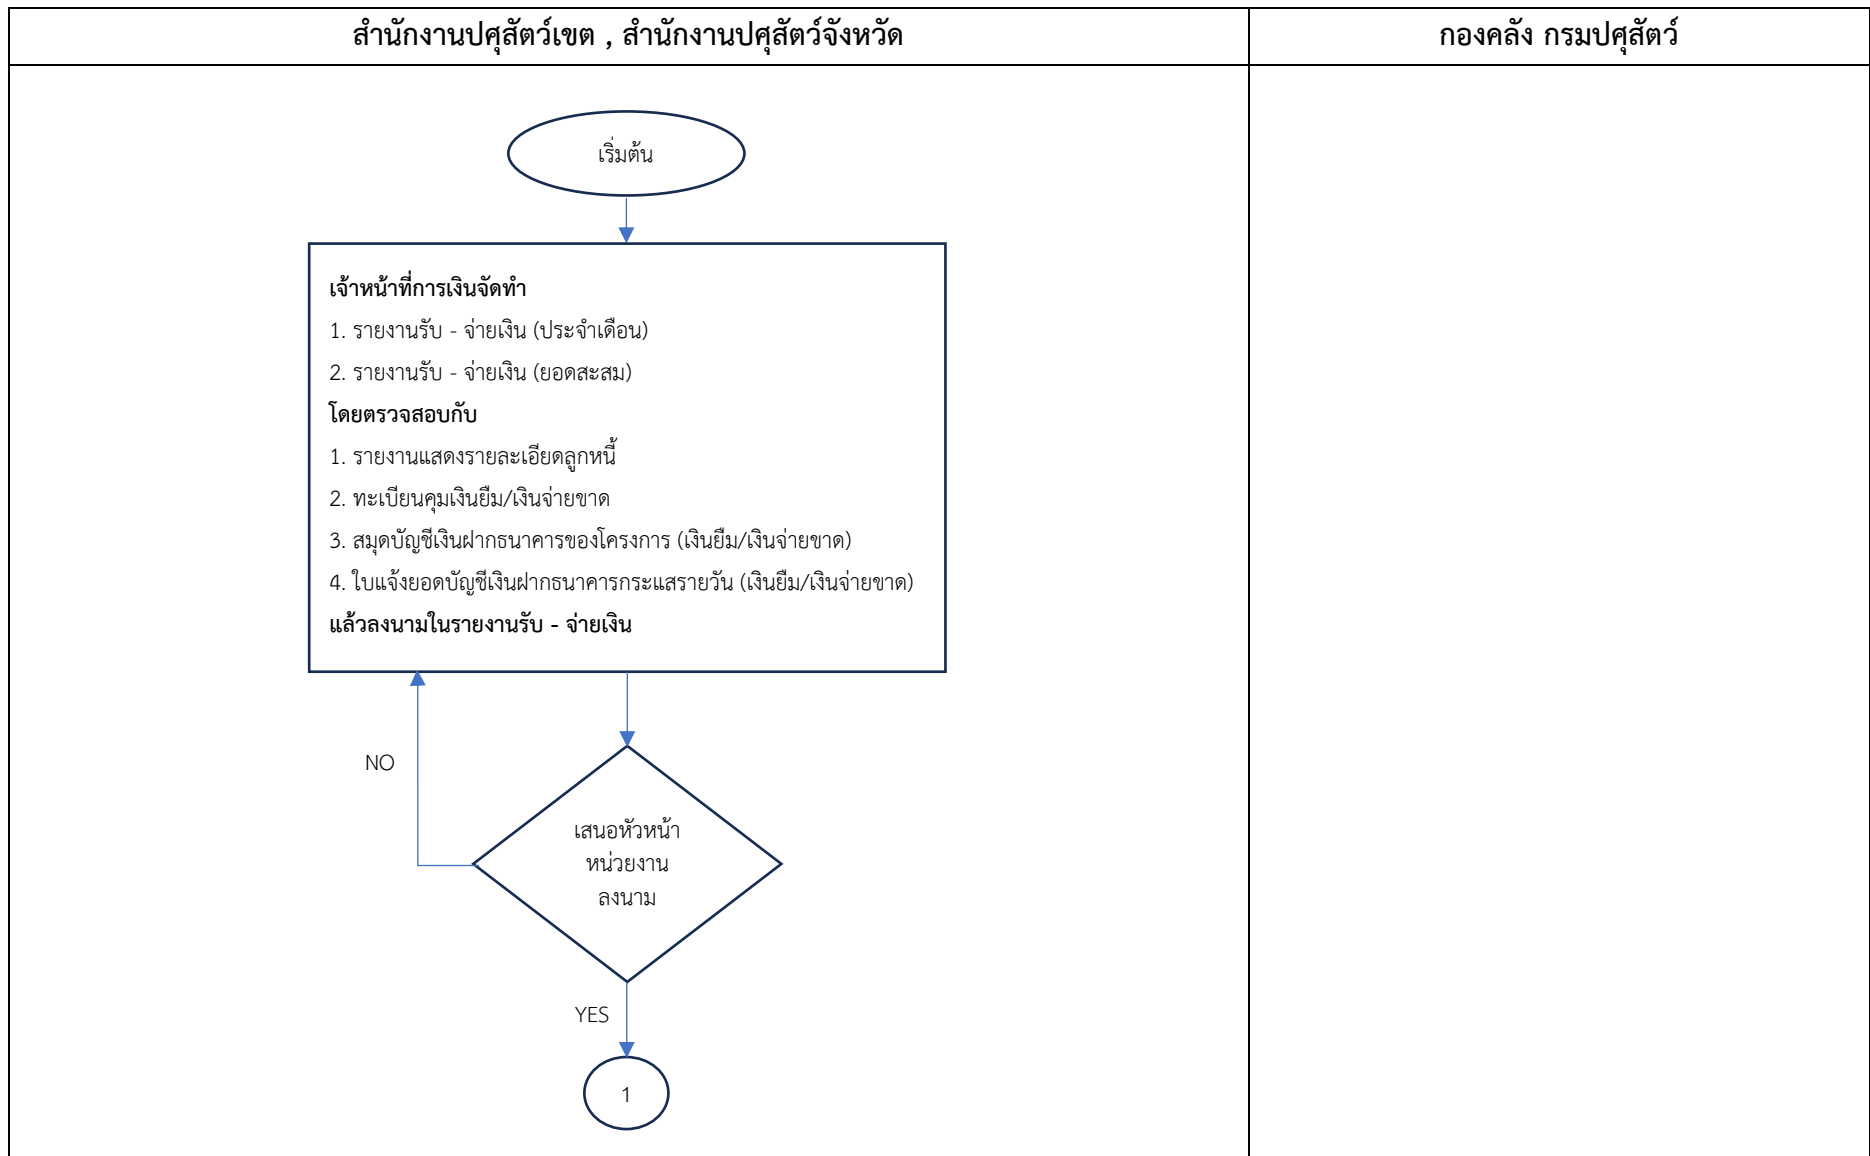 สำนักงานปศุสัตว์เขต , สำนักงานปศุสัตว์จังหวัด
กองคลัง กรมปศุสัตว์
เริ่มต้น
เจ้าหน้าที่การเงินจัดทำ
1. รายงานรับ - จ่ายเงิน (ประจำเดือน)
2. รายงานรับ - จ่ายเงิน (ยอดสะสม)
โดยตรวจสอบกับ
1. รายงานแสดงรายละเอียดลูกหนี้
2. ทะเบียนคุมเงินยืม/เงินจ่ายขาด
3. สมุดบัญชีเงินฝากธนาคารของโครงการ (เงินยืม/เงินจ่ายขาด)
4. ใบแจ้งยอดบัญชีเงินฝากธนาคารกระแสรายวัน (เงินยืม/เงินจ่ายขาด)
แล้วลงนามในรายงานรับ - จ่ายเงิน
NO
เสนอหัวหน้า
หน่วยงาน
ลงนาม
YES
1